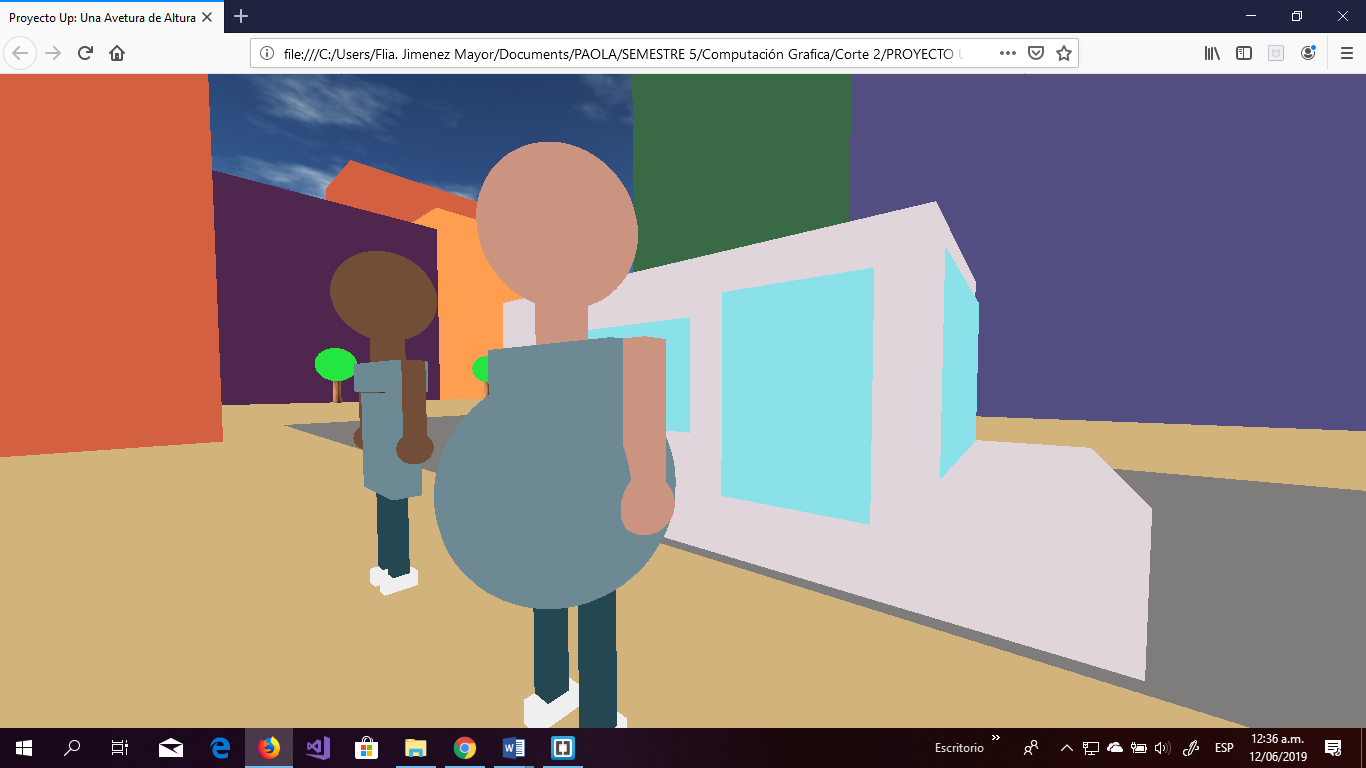 Proyecto Up: Una Avetura de Altura
file:///C:/Users/Flia. Jimenez Mayor/Documents/PAOLA/SEMESTRE 5/Computación Grafica/Corte 2/PROYECTO
Escritorio
ESP
12:36 a.m.
12/06/2019